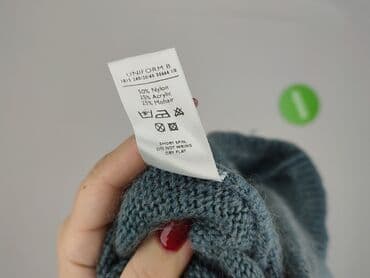 UNIFORM B
50% Nylon
25% Acrylic
25% Mohair
SHORT SPIN
DO NOT WRING
DRY FLAT